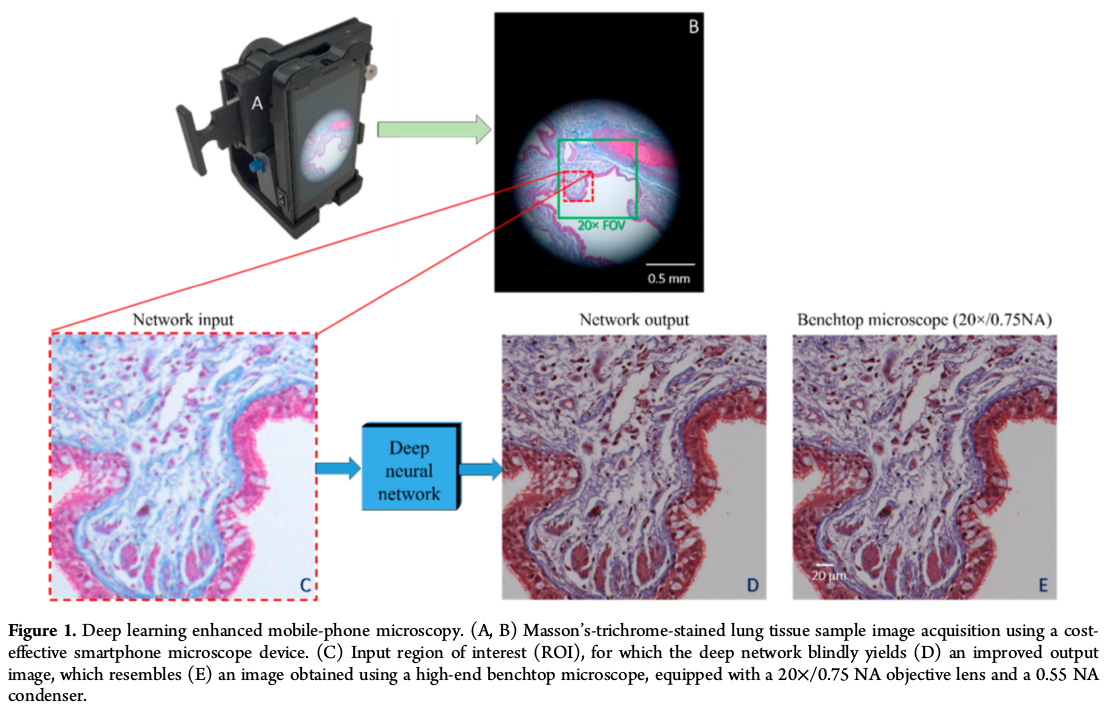 A
B
20× FOV
0.5 mm
Network input
Network output
Benchtop microscope (20×/0.75NA)
Deep
neural
network
C
D
20 µm
E
Figure 1. Deep learning enhanced mobile-phone microscopy. (A, B) Masson's-trichrome-stained lung tissue sample image acquisition using a cost-
effective smartphone microscope device. (C) Input region of interest (ROI), for which the deep network blindly yields (D) an improved output
image, which resembles (E) an image obtained using a high-end benchtop microscope, equipped with a 20×/0.75 NA objective lens and a 0.55 NA
condenser.